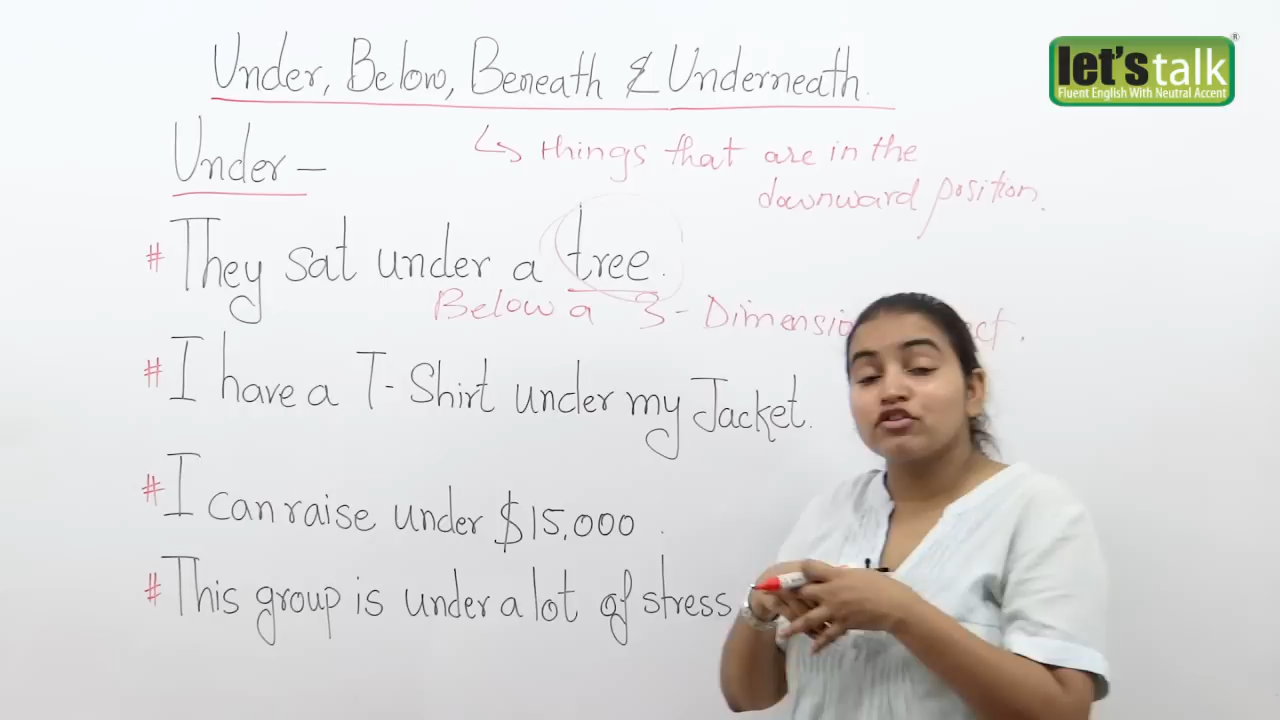 Under, Below, Beneath & Underneath.
let's talk
®
Fluent English With Neutral Accent
↳ things that are in the
downward position.
Under –
# They sat under a tree.
Below a 3 - Dimensi
# I have a T-Shirt under my Jacket.
# I can raise under $15,000.
# This group is under a lot of stress